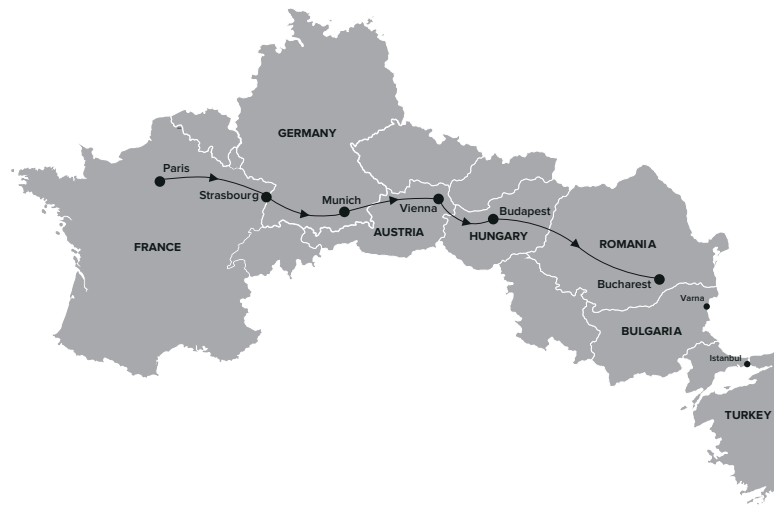 GERMANY
Paris
Strasbourg
Munich
Vienna
Budapest
AUSTRIA
HUNGARY
FRANCE
ROMANIA
Bucharest
Varna
BULGARIA
Istanbul
TURKEY